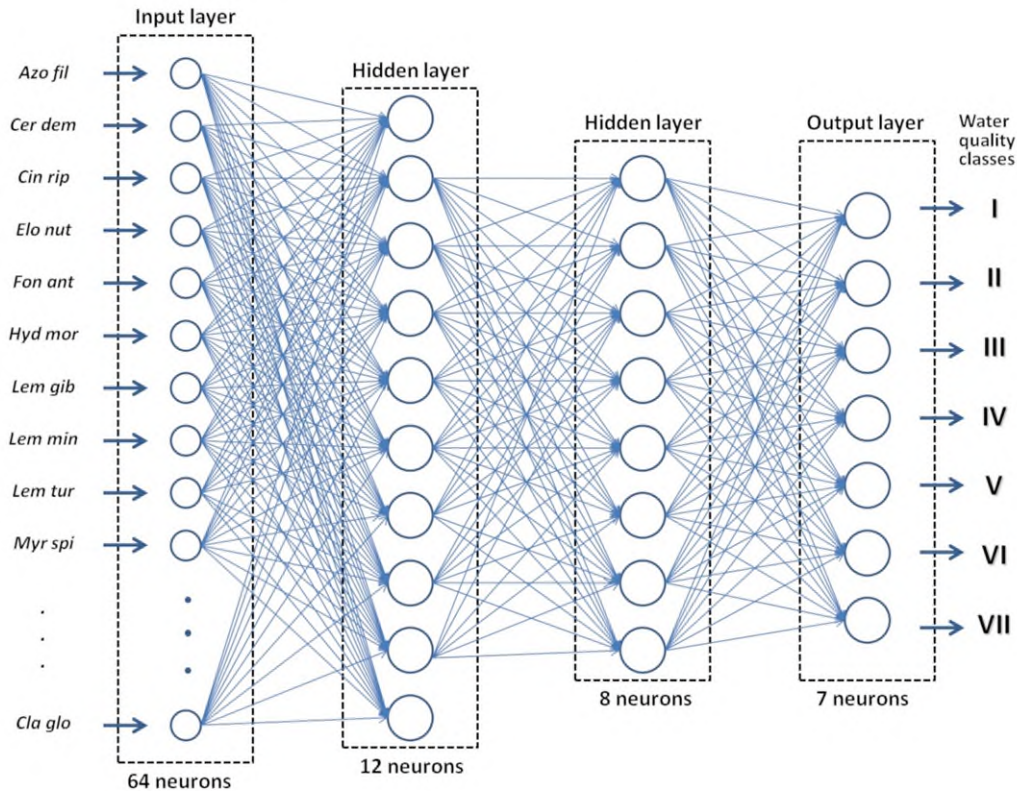 Input layer
Azo fil
Cer dem
Cin rip
Elo nut
Fon ant
Hyd mor
Lem gib
Lem min
Lem tur
Myr spi
.
.
.
Cla glo
64 neurons
Hidden layer
12 neurons
Hidden layer
8 neurons
Output layer
7 neurons
Water
quality
classes
I
II
III
IV
V
VI
VII